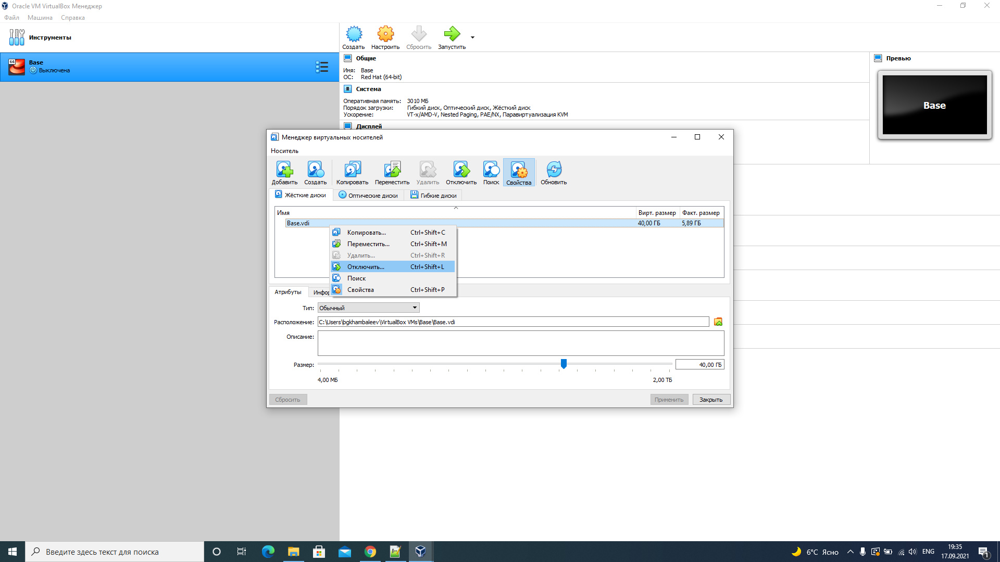 Oracle VM VirtualBox Менеджер
Файл Машина Справка
Инструменты
Создать Настроить Сбросить Запустить
64
Base
Выключена
Общие
Имя: Base
ОС: Red Hat (64-bit)
Система
Оперативная память: 3010 МБ
Порядок загрузки: Гибкий диск, Оптический диск, Жёсткий диск
Ускорение: VT-x/AMD-V, Nested Paging, PAE/NX, Паравиртуализация KVM
Дисплей
Превью
Base
Менеджер виртуальных носителей
Носитель
Добавить Создать Копировать Переместить Удалить Отключить Поиск Свойства Обновить
Жёсткие диски Оптические диски Гибкие диски
Имя Вирт. размер Факт. размер
Base.vdi 40,00 ГБ 5,89 ГБ
Копировать... Ctrl+Shift+C
Переместить... Ctrl+Shift+M
Удалить... Ctrl+Shift+R
Отключить... Ctrl+Shift+L
Поиск
Свойства Ctrl+Shift+P
Атрибуты Инфор
Тип: Обычный
Расположение: C:\Users\bgkhambaleev\VirtualBox VMs\Base\Base.vdi
Описание:
Размер: 40,00 ГБ
4,00 МБ 2,00 ТБ
Сбросить Применить Закрыть
Введите здесь текст для поиска
6°C Ясно ENG
19:35
17.09.2021
1